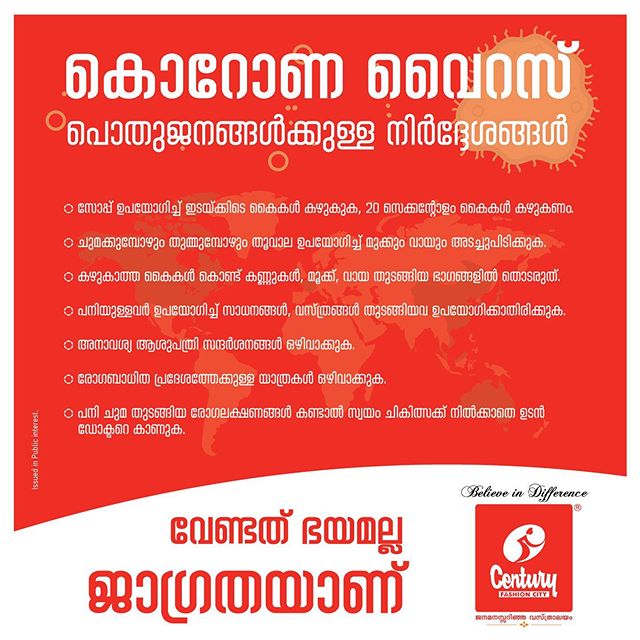 കൊറോണ വൈറസ്
പൊതുജനങ്ങൾക്കുള്ള നിർദ്ദേശങ്ങൾ
സോപ്പ് ഉപയോഗിച്ച് ഇടയ്ക്കിടെ കൈകൾ കഴുകുക, 20 സെക്കന്റോളം കൈകൾ കഴുകണം.
ചുമക്കുമ്പോഴും തുമ്മുമ്പോഴും തൂവാല ഉപയോഗിച്ച് മുക്കും വായും അടച്ചുപിടിക്കുക.
കഴുകാത്ത കൈകൾ കൊണ്ട് കണ്ണുകൾ, മൂക്ക്, വായ തുടങ്ങിയ ഭാഗങ്ങളിൽ തൊടരുത്.
പനിയുള്ളവർ ഉപയോഗിച്ച് സാധനങ്ങൾ, വസ്ത്രങ്ങൾ തുടങ്ങിയവ ഉപയോഗിക്കാതിരിക്കുക.
അനാവശ്യ ആശുപത്രി സന്ദർശനങ്ങൾ ഒഴിവാക്കുക.
രോഗബാധിത പ്രദേശത്തേക്കുള്ള യാത്രകൾ ഒഴിവാക്കുക.
പനി ചുമ തുടങ്ങിയ രോഗലക്ഷണങ്ങൾ കണ്ടാൽ സ്വയം ചികിത്സക്ക് നിൽക്കാതെ ഉടൻ
ഡോക്ടറെ കാണുക.
Issued in Public interest.
വേണ്ടത് ഭയമല്ല
ജാഗ്രതയാണ്
Believe in Difference
®
Century
FASHION CITY
ജനമനസ്സറിഞ്ഞ വസ്ത്രാലയം